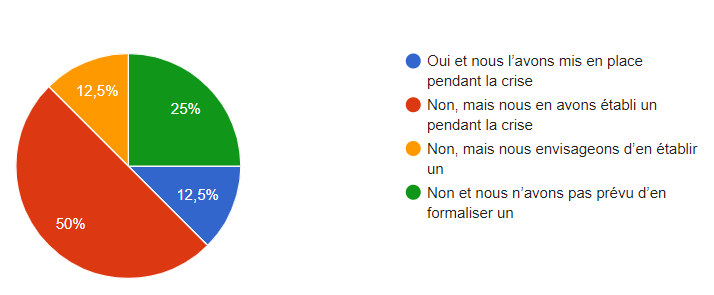 12,5%
25%
12,5%
50%
Oui et nous l’avons mis en place
pendant la crise
Non, mais nous en avons établi un
pendant la crise
Non, mais nous envisageons d’en établir
un
Non et nous n’avons pas prévu d’en
formaliser un